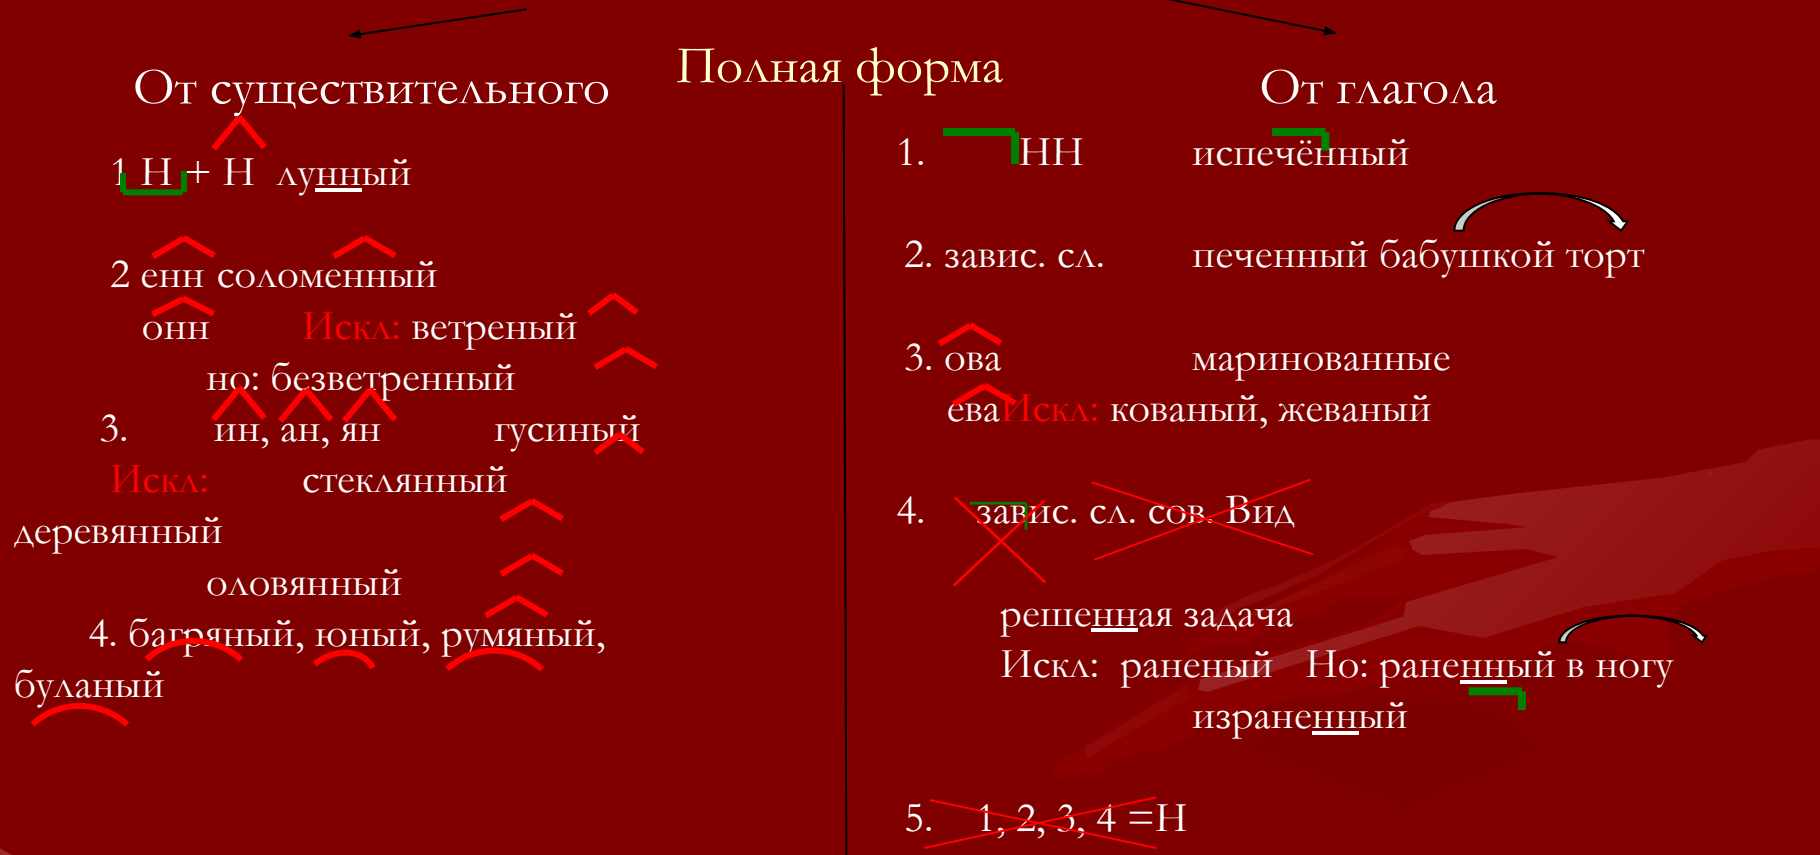 Полная форма
От существительного
1 Н + Н лунный
2 енн соломенный
онн Искл: ветреный
но: безветренный
3. ин, ан, ян гусиный
Искл: стеклянный
деревянный
оловянный
4. багряный, юный, румяный,
буланый
От глагола
1. НН испечённый
2. завис. сл. печенный бабушкой торт
3. ова маринованные
еваИскл: кованый, жеваный
4. завис. сл. сов. Вид
решенная задача
Искл: раненый Но: раненный в ногу
израненный
5. 1, 2, 3, 4 =Н